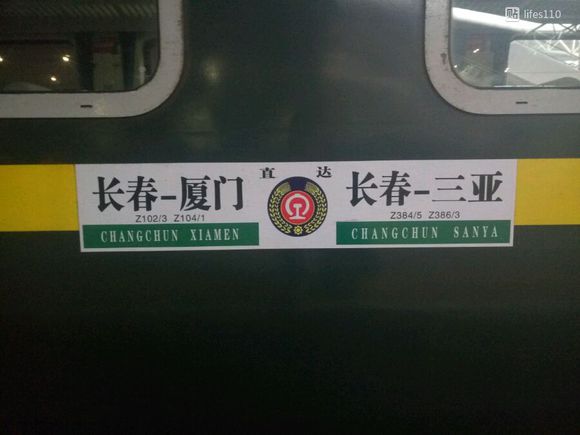 贴 lifes110
直 达
长春-厦门
Z102/3 Z104/1
CHANGCHUN XIAMEN
长春-三亚
Z384/5 Z386/3
CHANGCHUN SANYA